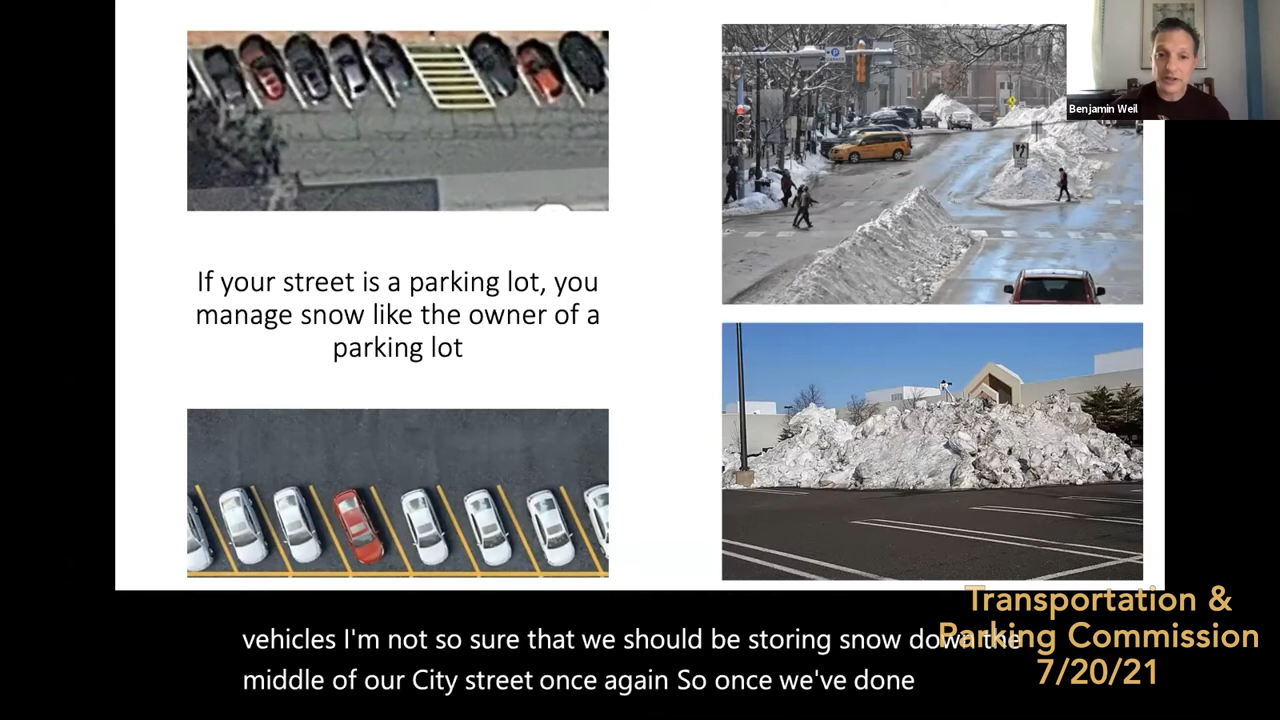 Benjamin Weil
If your street is a parking lot, you
manage snow like the owner of a
parking lot
vehicles I'm not so sure that we should be storing snow down the
middle of our City street once again So once we've done
Transportation &
Parking Commission
7/20/21